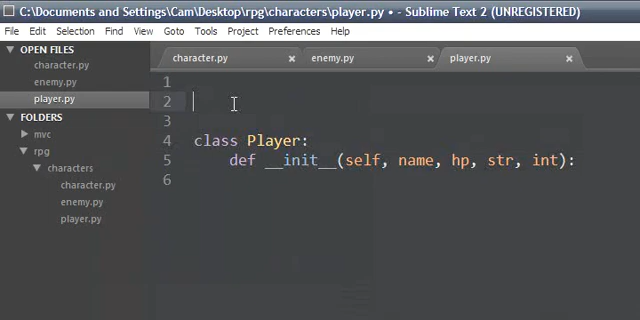 C:\Documents and Settings\Cam\Desktop\rpg\characters\player.py • - Sublime Text 2 (UNREGISTERED)
File Edit Selection Find View Goto Tools Project Preferences Help
OPEN FILES
character.py
enemy.py
player.py
FOLDERS
mvc
rpg
characters
character.py
enemy.py
player.py
character.py × enemy.py × player.py ×
1
2
3
4 class Player:
5 def __init__(self, name, hp, str, int):
6